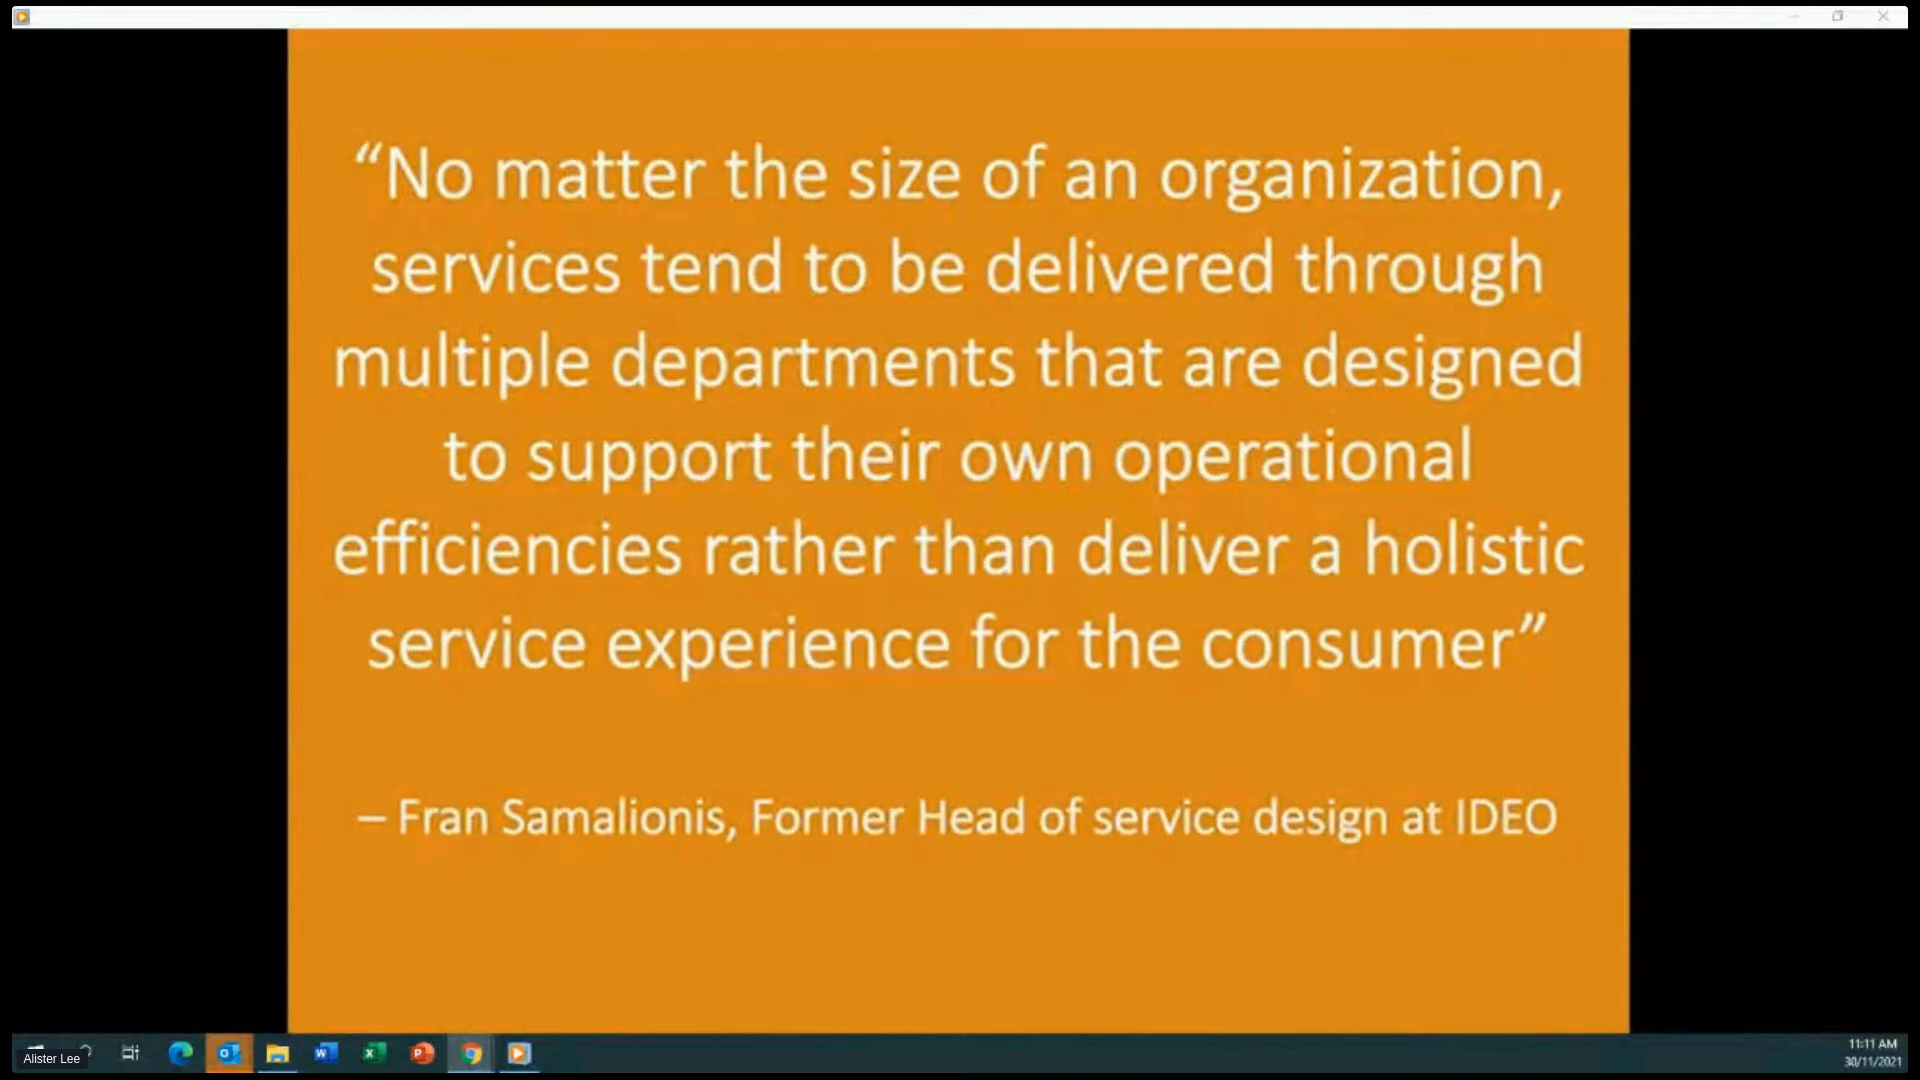 “No matter the size of an organization,
services tend to be delivered through
multiple departments that are designed
to support their own operational
efficiencies rather than deliver a holistic
service experience for the consumer”
– Fran Samalionis, Former Head of service design at IDEO
Alister Lee
11:11 AM
30/11/2021